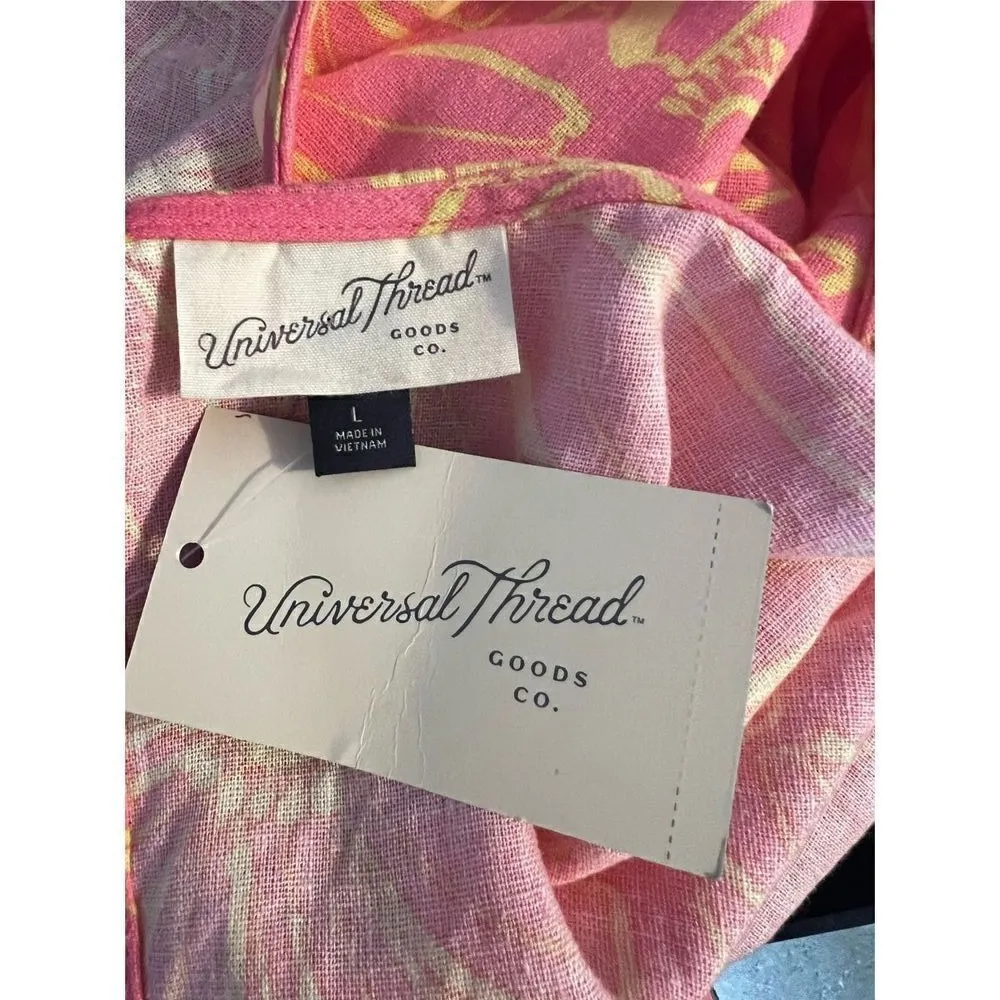 Universal Thread™
GOODS
CO.
L
MADE IN
VIETNAM
Universal Thread™
GOODS
CO.